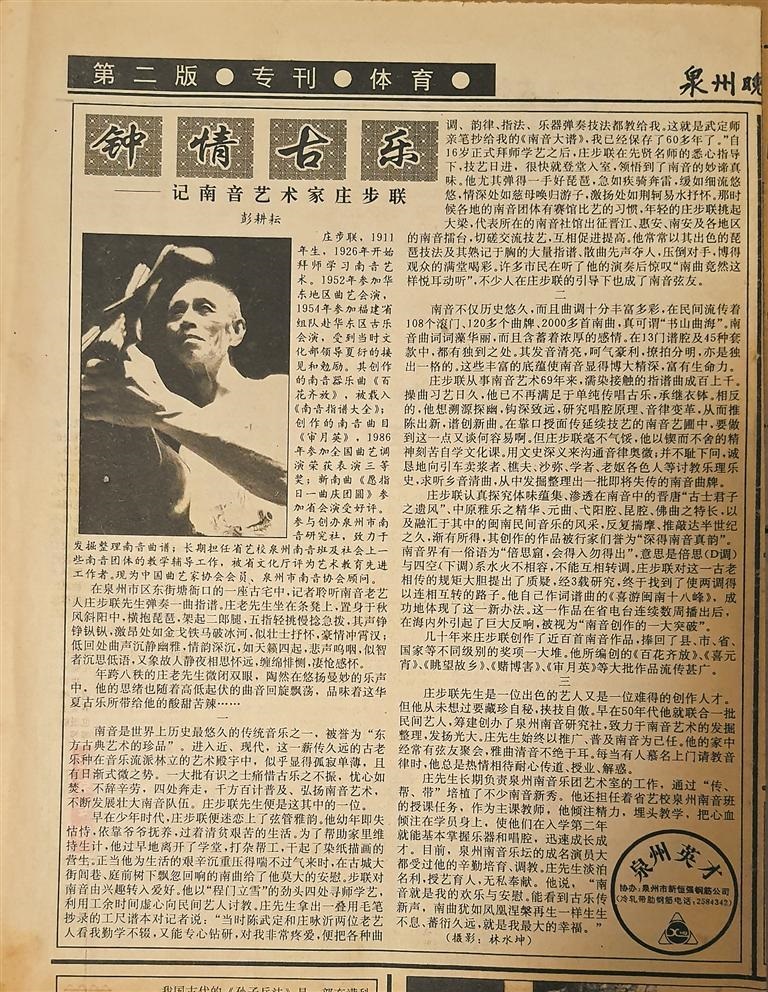 第二版●专刊●体育●
泉州晚
钟情古乐
——记南音艺术家庄步联
彭耕耘
庄步联，1911
年生，1926年开始
拜师学习南音艺
术。1952年参加华
东地区曲艺会演，
1954年参加福建省
组队赴华东区古乐
会演，受到当时文
化部领导夏衍的接
见和勉励。其创作
的南音器乐曲《百
花齐放》，被载入
《南音指谱大全》；
创作的南音曲目
《审月英》，1986
年参加全国曲艺调
演荣获表演三等
奖；新南曲《愿指
日一曲庆团圆》参
加省会演受好评。
参与创办泉州市南
音研究社，致力于
发掘整理南音曲谱；长期担任省艺校泉州南音班及社会上一
些南音团体的教学辅导工作，被省文化厅评为艺术教育先进
工作者。现为中国曲艺家协会会员、泉州市南音协会顾问。
在泉州市区东街塘衙口的一座古宅中，记者聆听南音老艺
人庄步联先生弹奏一曲指谱。庄老先生坐在条凳上，置身于秋
风斜阳中，横抱琵琶，架起二郎腿，五指轻挑慢捻急拨，其声铮
铮纵纵，激昂处如金戈铁马破冰河，似壮士抒怀，豪情冲霄汉；
低回处曲声沉静幽雅，情韵深沉，如天籁四起，悲声呜咽，似智
者沉思低语，又象故人静夜相思怀远，缠绵悱恻，凄怆感怀。
年跨八秩的庄老先生微闭双眼，陶然在悠扬曼妙的乐声
中，他的思绪也随着高低起伏的曲音回旋飘荡，品味着这华
夏古乐所带给他的酸甜苦辣……
一
南音是世界上历史最悠久的传统音乐之一，被誉为“东
方古典艺术的珍品”。进入近、现代，这一薪传久远的古老
乐种在音乐流派林立的艺术殿宇中，似乎显得孤寂单薄，且
有日渐式微之势。一大批有识之士痛惜古乐之不振，忧心如
焚，不辞辛劳，四处奔走，千方百计普及、弘扬南音艺术，
不断发展壮大南音队伍。庄步联先生便是这其中的一位。
早在少年时代，庄步联便迷恋上了弦管雅韵。他幼年即失
怙恃，依靠爷爷抚养，过着清贫艰苦的生活。为了帮助家里维
持生计，他过早地离开了学堂，打杂帮工，干起了染纸描画的
营生。正当他为生活的艰辛沉重压得喘不过气来时，在古城大
街闾巷、庭前树下飘忽回响的南曲给了他莫大的安慰。步联对
南音由兴趣转入爱好。他以“程门立雪”的劲头四处寻师学艺，
利用工余时间虚心向民间艺人讨教。庄先生拿出一叠用毛笔
抄录的工尺谱本对记者说：“当时陈武定和庄咏沂两位老艺
人看我勤学不辍，又能专心钻研，对我非常疼爱，便把各种曲
调、韵律、指法、乐器弹奏技法都教给我。这就是武定师
亲笔抄给我的《南音大谱》，我已经保存了60多年了。”自
16岁正式拜师学艺之后，庄步联在先贤名师的悉心指导
下，技艺日进，很快就登堂入室，领悟到了南音的妙谛真
味。他尤其弹得一手好琵琶，急如疾骑奔雷，缓如细流悠
悠，情深处如慈母唤归游子，激扬处如荆轲易水抒怀。那时
候各地的南音团体有赛馆比艺的习惯，年轻的庄步联挑起
大梁，代表所在的南音社馆出征晋江、惠安、南安及各地区
的南音擂台，切磋交流技艺，互相促进提高。他常常以其出色的琵
琶技法及其熟记于胸的大量指谱、散曲先声夺人，压倒对手，博得
观众的满堂喝彩。许多市民在听了他的演奏后惊叹“南曲竟然这
样悦耳动听”，不少人在庄步联的引导下也成了南音弦友。
二
南音不仅历史悠久，而且曲调十分丰富多彩，在民间流传着
108个滚门、120多个曲牌、2000多首南曲，真可谓“书山曲海”。南
音曲词词藻华丽，而且含蓄着浓厚的感情。在13门谱腔及45种套
款中，都有独到之处。其发音清亮，呵气豪利，撩拍分明，亦是独
出一格的。这些丰富的底蕴使南音显得博大精深，富有生命力。
庄步联从事南音艺术69年来，濡染接触的指谱曲成百上千。
操曲习艺日久，他已不再满足于单纯传唱古乐，承继衣钵。相反
的，他想溯源探幽，钩深致远，研究唱腔原理、音律变革，从而推
陈出新，谱创新曲。在靠口授面传延续技艺的南音艺圃中，要做
到这一点又谈何容易啊。但庄步联毫不气馁，他以锲而不舍的精
神刻苦自学文化课，用文史深义来沟通音律奥微；并不耻下问，诚
恳地向引车卖浆者、樵夫、沙弥、学者、老妪各色人等讨教乐理乐
史，求听乡音清曲，从中发掘整理出一批即将失传的南音曲牌。
庄步联认真探究体味蕴集、渗透在南音中的晋唐“古士君子
之遗风”、中原雅乐之精华、元曲、弋阳腔、昆腔、佛曲之特长，以
及融汇于其中的闽南民间音乐的风采，反复揣摩、推敲达半世纪
之久，渐有所得，其创作的作品被行家们誉为“深得南音真韵”。
南音界有一俗语为“倍思窟，会得入勿得出”，意思是倍思(D调)
与四空(下调)系水火不相容，不能互相转调。庄步联对这一古老
相传的规矩大胆提出了质疑，经3载研究，终于找到了使两调得
以连相互转的路子。他自己作词谱曲的《喜游闽南十八峰》，成
功地体现了这一新办法。这一作品在省电台连续数周播出后，
在海内外引起了巨大反响，被视为“南音创作的一大突破”。
几十年来庄步联创作了近百首南音作品，捧回了县、市、省、
国家等不同级别的奖项一大堆。他所编创的《百花齐放》、《喜元
宵》、《眺望故乡》、《赌博害》、《审月英》等大批作品流传甚广。
三
庄步联先生是一位出色的艺人又是一位难得的创作人才。
但他从未想过要藏珍自秘，挟技自傲。早在50年代他就联合一批
民间艺人，筹建创办了泉州南音研究社，致力于南音艺术的发掘
整理，发扬光大。庄先生始终以推广、普及南音为己任。他的家中
经常有弦友聚会，雅曲清音不绝于耳。每当有人慕名上门请教音
律时，他总是热情相待耐心传道、授业、解惑。
庄先生长期负责泉州南音乐团艺术室的工作，通过“传、
帮、带”培植了不少南音新秀。他还担任着省艺校泉州南音班
的授课任务，作为主课教师，他倾注精力，埋头教学，把心血
倾注在学员身上，使他们在入学第二年
就能基本掌握乐器和唱腔，迅速成长成
才。目前，泉州南音乐坛的成名演员大
都受过他的辛勤培育、调教。庄先生淡泊
名利，授艺育人，无私奉献。他说，“南
音就是我的欢乐与安慰。能看到古乐传
新声，南曲犹如凤凰涅槃再生一样生生
不息、蕃衍久远，就是我最大的幸福。”
(摄影：林水坤)
泉州英才
协办：泉州市新恒强钢筋公司
(冷轧带肋钢筋电话：2584342)
我国古代的《孙子兵法》是一部充满科